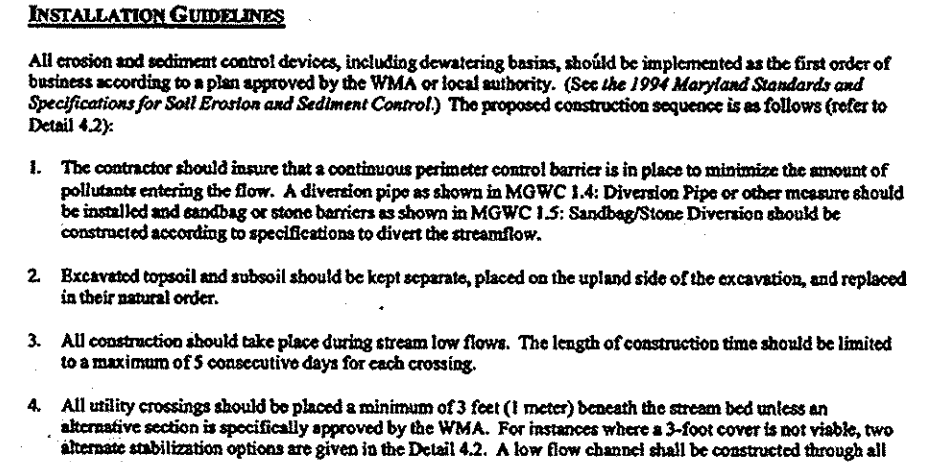 INSTALLATION GUIDELINES
All erosion and sediment control devices, including dewatering basins, should be implemented as the first order of
business according to a plan approved by the WMA or local authority. (See the 1994 Maryland Standards and
Specifications for Soil Erosion and Sediment Control.) The proposed construction sequence is as follows (refer to
Detail 4.2):
1. The contractor should insure that a continuous perimeter control barrier is in place to minimize the amount of
pollutants entering the flow. A diversion pipe as shown in MGWC 1.4: Diversion Pipe or other measure should
be installed and sandbag or stone barriers as shown in MGWC 1.5: Sandbag/Stone Diversion should be
constructed according to specifications to divert the streamflow.
2. Excavated topsoil and subsoil should be kept separate, placed on the upland side of the excavation, and replaced
in their natural order.
3. All construction should take place during stream low flows. The length of construction time should be limited
to a maximum of 5 consecutive days for each crossing.
4. All utility crossings should be placed a minimum of 3 feet (1 meter) beneath the stream bed unless an
alternative section is specifically approved by the WMA. For instances where a 3-foot cover is not viable, two
alternate stabilization options are given in the Detail 4.2. A low flow channel shall be constructed through all